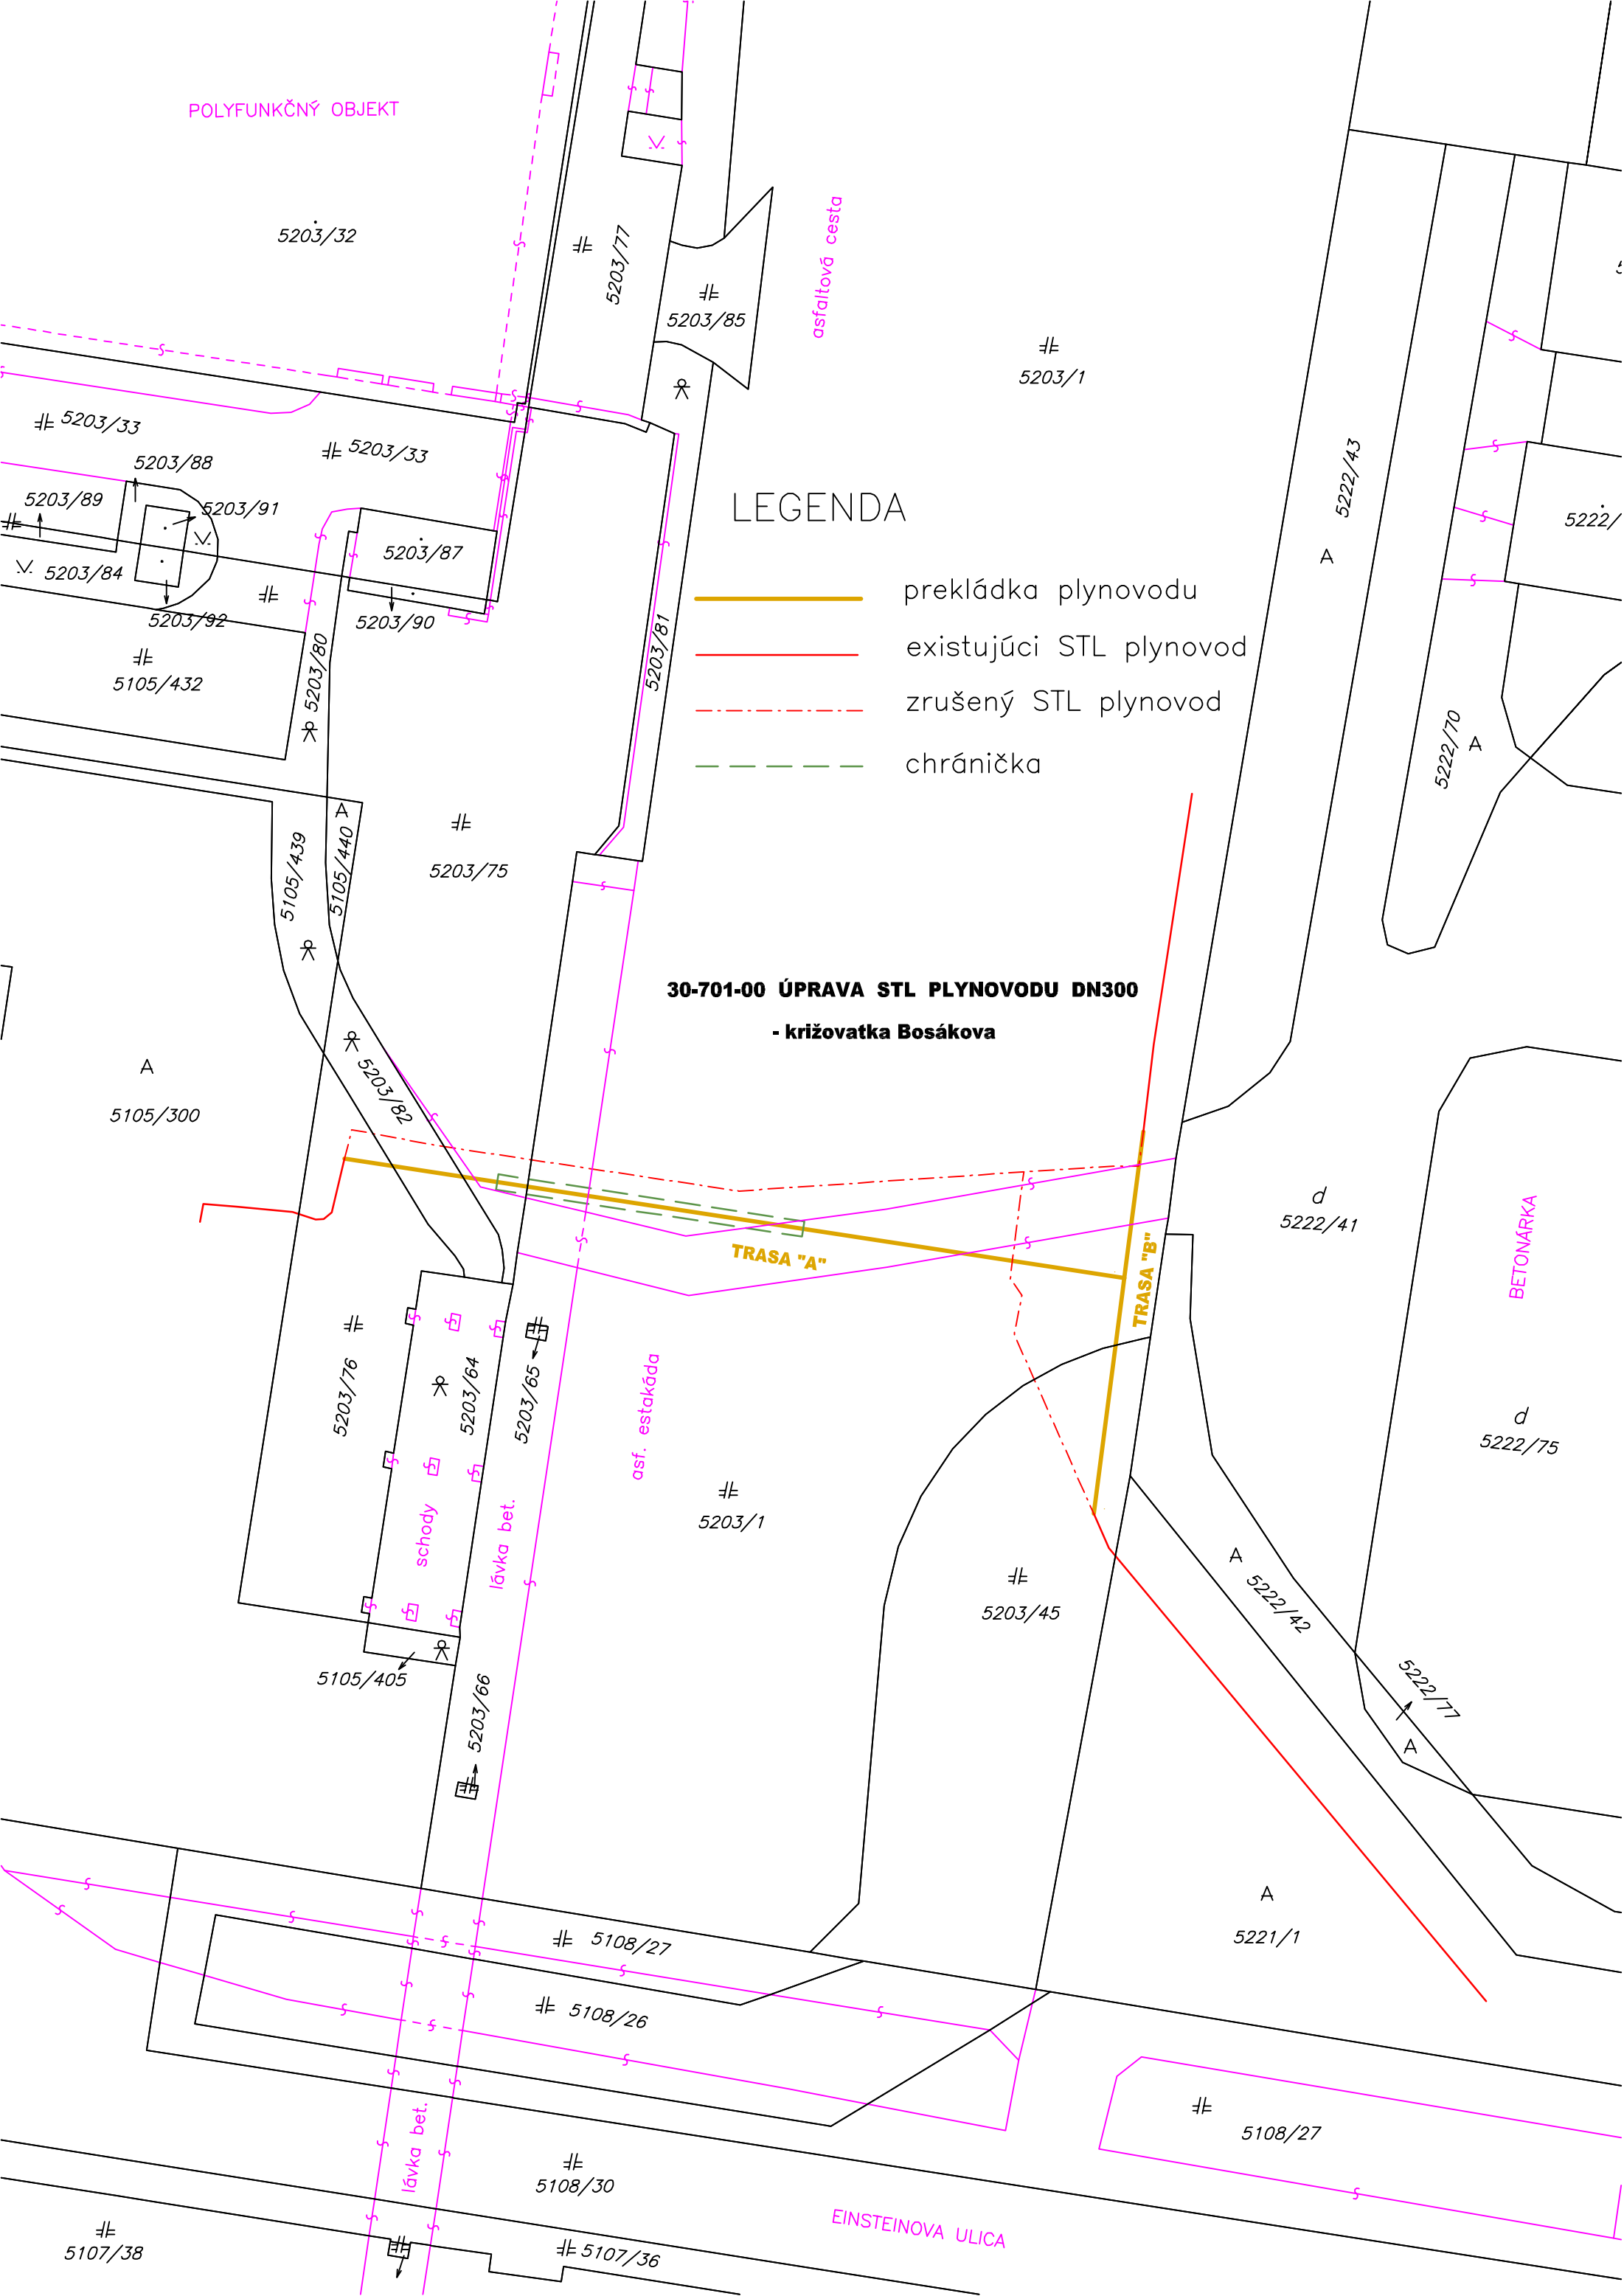 POLYFUNKČNÝ OBJEKT
5203/32
5203/77
asfaltová cesta
5203/85
5203/1
5203/33
5203/33
5203/88
5203/89
5203/91
5203/87
5203/84
5203/92
5203/90
5203/80
5105/432
5203/81
5222/43
5222/
5222/70
LEGENDA
prekládka plynovodu
existujúci STL plynovod
zrušený STL plynovod
chránička
5105/439
5105/440
A
A
A
5203/75
30-701-00 ÚPRAVA STL PLYNOVODU DN300
- križovatka Bosákova
A
5105/300
5203/82
TRASA "A"
TRASA "B"
d
5222/41
BETONÁRKA
5203/76
5203/64
5203/65
asf. estakáda
d
5222/75
schody
lávka bet.
5203/1
5203/45
A
5222/42
5105/405
5203/66
5222/77
A
A
5221/1
5108/27
5108/26
lávka bet.
5108/27
5108/30
EINSTEINOVA ULICA
5107/38
5107/36